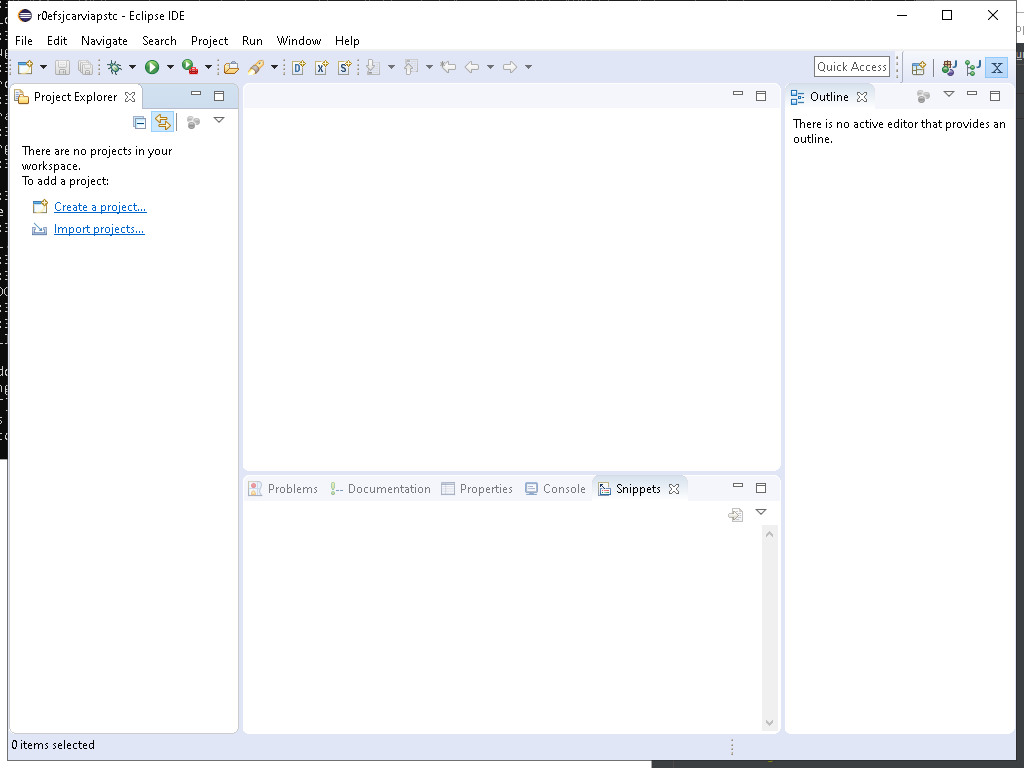 r0efsjcarviapstc - Eclipse IDE
File Edit Navigate Search Project Run Window Help
Quick Access
Project Explorer
Outline
There are no projects in your
workspace.
To add a project:
Create a project...
Import projects...
There is no active editor that provides an
outline.
Problems Documentation Properties Console Snippets
0 items selected